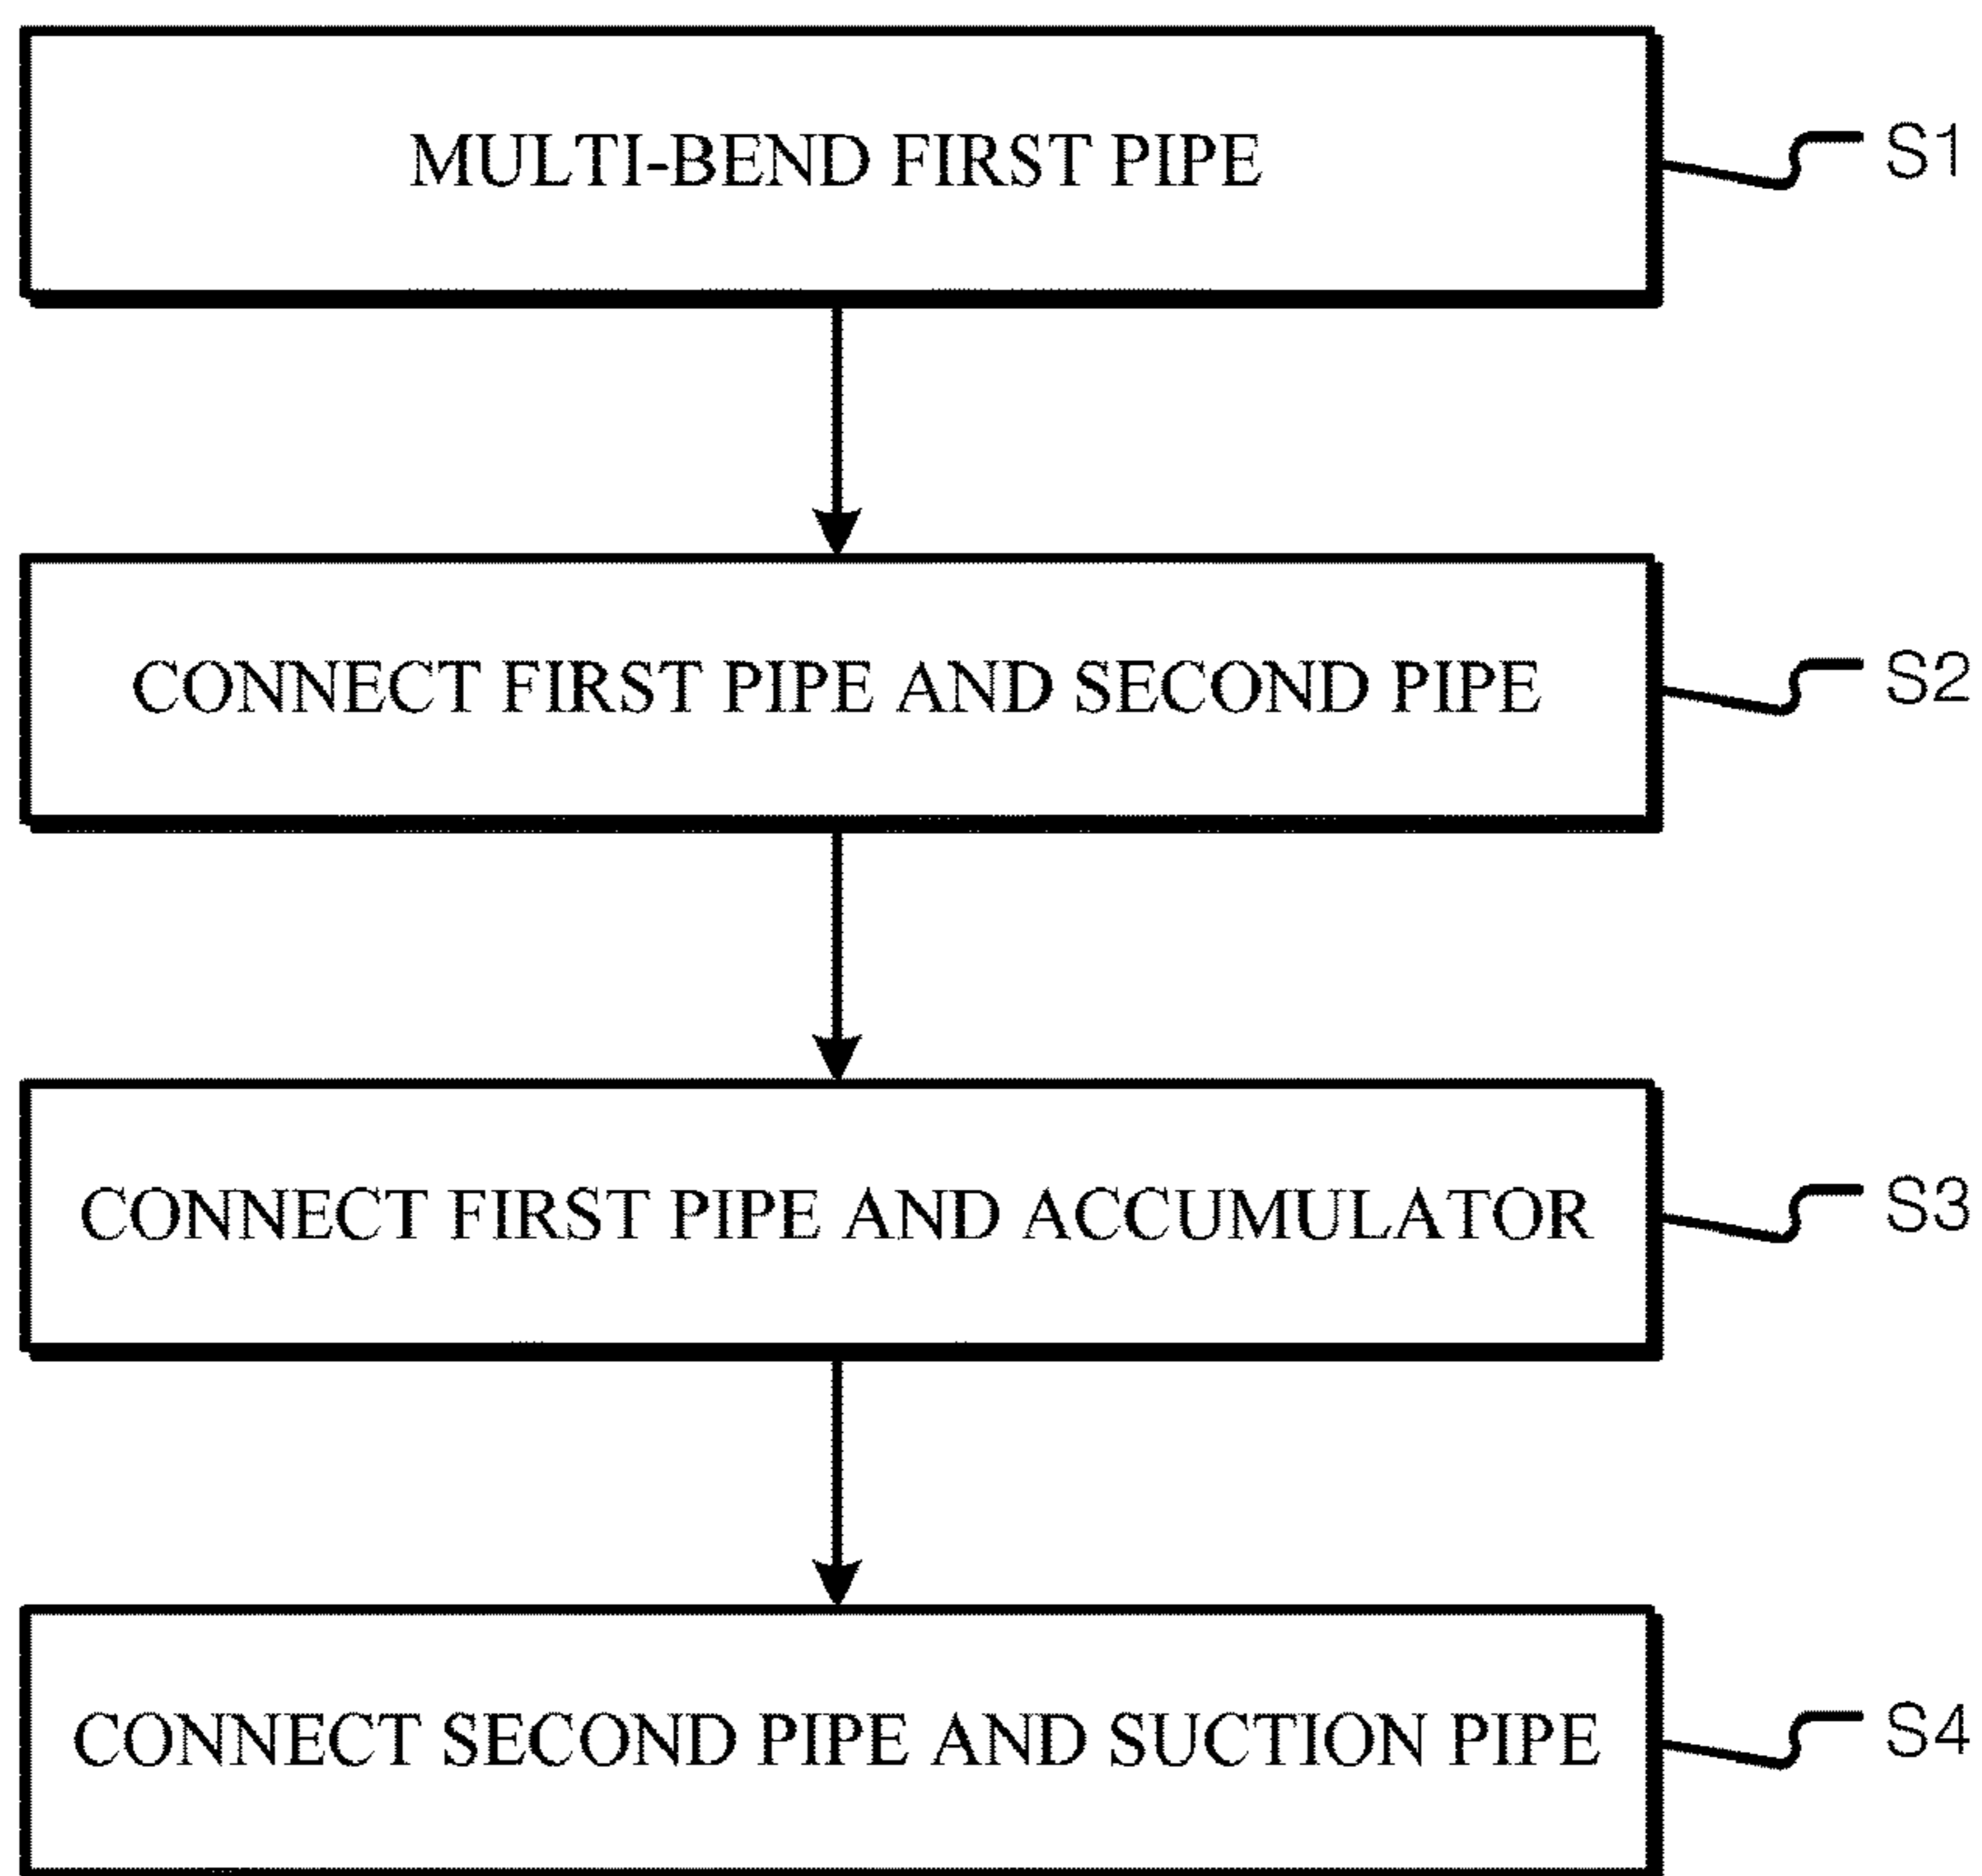 MULTI-BEND FIRST PIPE
S1
CONNECT FIRST PIPE AND SECOND PIPE
S2
CONNECT FIRST PIPE AND ACCUMULATOR
S3
CONNECT SECOND PIPE AND SUCTION PIPE
S4